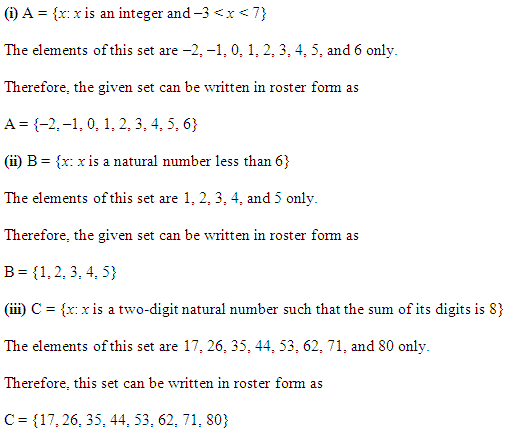 (i) A = {x: x is an integer and –3 < x < 7}
The elements of this set are –2, –1, 0, 1, 2, 3, 4, 5, and 6 only.
Therefore, the given set can be written in roster form as
A = {–2, –1, 0, 1, 2, 3, 4, 5, 6}
(ii) B = {x: x is a natural number less than 6}
The elements of this set are 1, 2, 3, 4, and 5 only.
Therefore, the given set can be written in roster form as
B = {1, 2, 3, 4, 5}
(iii) C = {x: x is a two-digit natural number such that the sum of its digits is 8}
The elements of this set are 17, 26, 35, 44, 53, 62, 71, and 80 only.
Therefore, this set can be written in roster form as
C = {17, 26, 35, 44, 53, 62, 71, 80}